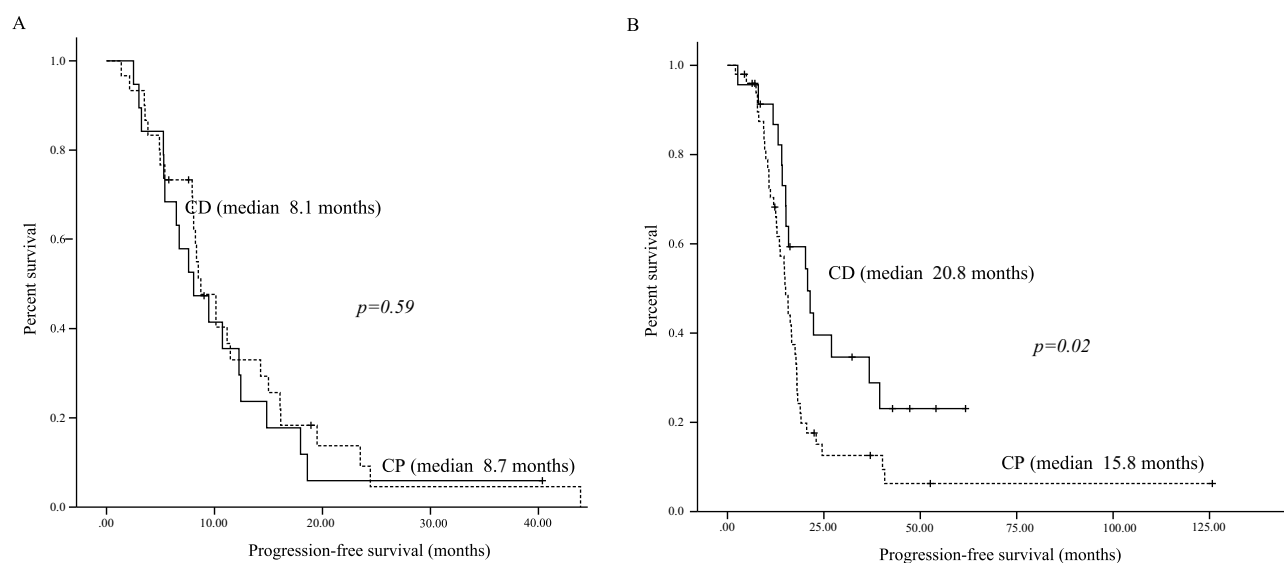 A
1.0
0.8
0.6
0.4
0.2
0.0
Percent survival
CD (median 8.1 months)
p=0.59
CP (median 8.7 months)
.00 10.00 20.00 30.00 40.00
Progression-free survival (months)
B
1.0
0.8
0.6
0.4
0.2
0.0
Percent survival
CD (median 20.8 months)
p=0.02
CP (median 15.8 months)
.00 25.00 50.00 75.00 100.00 125.00
Progression-free survival (months)